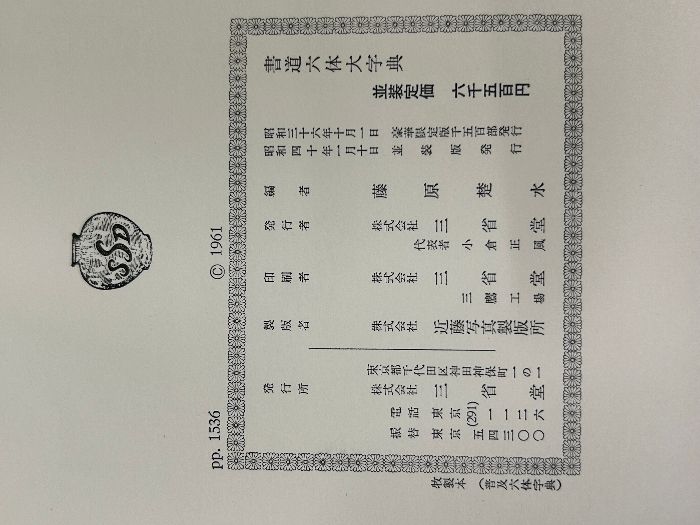 書道六体大字典
並装定価 六千五百円
昭和三十六年十月一日 豪華限定版千五百部発行
昭和四十年一月十日 並装版発行
編者 藤原楚水
発行者 株式会社 三省堂
代表者 小倉正風
印刷者 株式会社 三省堂
三鷹工場
製版者 株式会社 近藤写真製版所
東京都千代田区神田神保町一の一
発行所 株式会社 三省堂
電話 東京(291)一一二六
振替 東京 五四三〇〇
牧製本 (普及六体字典)
pp. 1536
© 1961
SSD